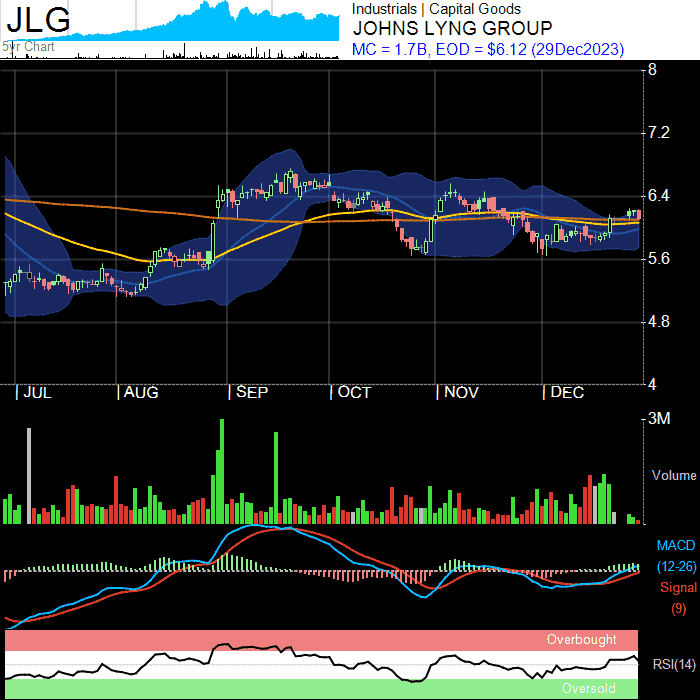 JLG
5yr Chart
Industrials | Capital Goods
JOHNS LYNG GROUP
MC = 1.7B, EOD = $6.12 (29Dec2023)
8
7.2
6.4
5.6
4.8
4
| JUL | AUG | SEP | OCT | NOV | DEC
3M
Volume
MACD
(12-26)
Signal
(9)
Overbought
RSI(14)
Oversold